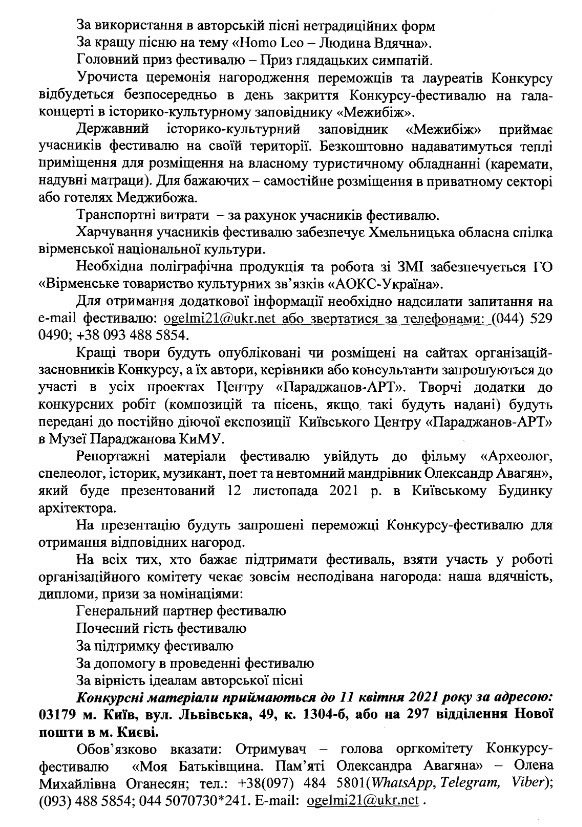 За використання в авторській пісні нетрадиційних форм
За кращу пісню на тему «Homo Leo – Людина Вдячна».
Головний приз фестивалю – Приз глядацьких симпатій.
Урочиста церемонія нагородження переможців та лауреатів Конкурсу
відбудеться безпосередньо в день закриття Конкурсу-фестивалю на гала-
концерті в історико-культурному заповіднику «Межибіж».
Державний історико-культурний заповідник «Межибіж» приймає
учасників фестивалю на своїй території. Безкоштовно надаватимуться теплі
приміщення для розміщення на власному туристичному обладнанні (каремати,
надувні матраци). Для бажаючих – самостійне розміщення в приватному секторі
або готелях Меджибожа.
Транспортні витрати – за рахунок учасників фестивалю.
Харчування учасників фестивалю забезпечує Хмельницька обласна спілка
вірменської національної культури.
Необхідна поліграфічна продукція та робота зі ЗМІ забезпечується ГО
«Вірменське товариство культурних зв’язків «АОКС-Україна».
Для отримання додаткової інформації необхідно надсилати запитання на
e-mail фестивалю: ogelmi21@ukr.net або звертатися за телефонами: (044) 529
0490; +38 093 488 5854.
Кращі твори будуть опубліковані чи розміщені на сайтах організацій-
засновників Конкурсу, а їх автори, керівники або консультанти запрошуються до
участі в усіх проектах Центру «Параджанов-АРТ». Творчі додатки до
конкурсних робіт (композицій та пісень, якщо такі будуть надані) будуть
передані до постійно діючої експозиції Київського Центру «Параджанов-АРТ»
в Музеї Параджанова КиМУ.
Репортажні матеріали фестивалю увійдуть до фільму «Археолог,
спелеолог, історик, музикант, поет та невтомний мандрівник Олександр Авагян»,
який буде презентований 12 листопада 2021 р. в Київському Будинку
архітектора.
На презентацію будуть запрошені переможці Конкурсу-фестивалю для
отримання відповідних нагород.
На всіх тих, хто бажає підтримати фестиваль, взяти участь у роботі
організаційного комітету чекає зовсім несподівана нагорода: наша вдячність,
дипломи, призи за номінаціями:
Генеральний партнер фестивалю
Почесний гість фестивалю
За підтримку фестивалю
За допомогу в проведенні фестивалю
За вірність ідеалам авторської пісні
Конкурсні матеріали приймаються до 11 квітня 2021 року за адресою:
03179 м. Київ, вул. Львівська, 49, к. 1304-б, або на 297 відділення Нової
пошти в м. Києві.
Обов’язково вказати: Отримувач – голова оргкомітету Конкурсу-
фестивалю «Моя Батьківщина. Пам’яті Олександра Авагяна» – Олена
Михайлівна Оганесян; тел.: +38(097) 484 5801(WhatsApp, Telegram, Viber);
(093) 488 5854; 044 5070730*241. E-mail: ogelmi21@ukr.net .